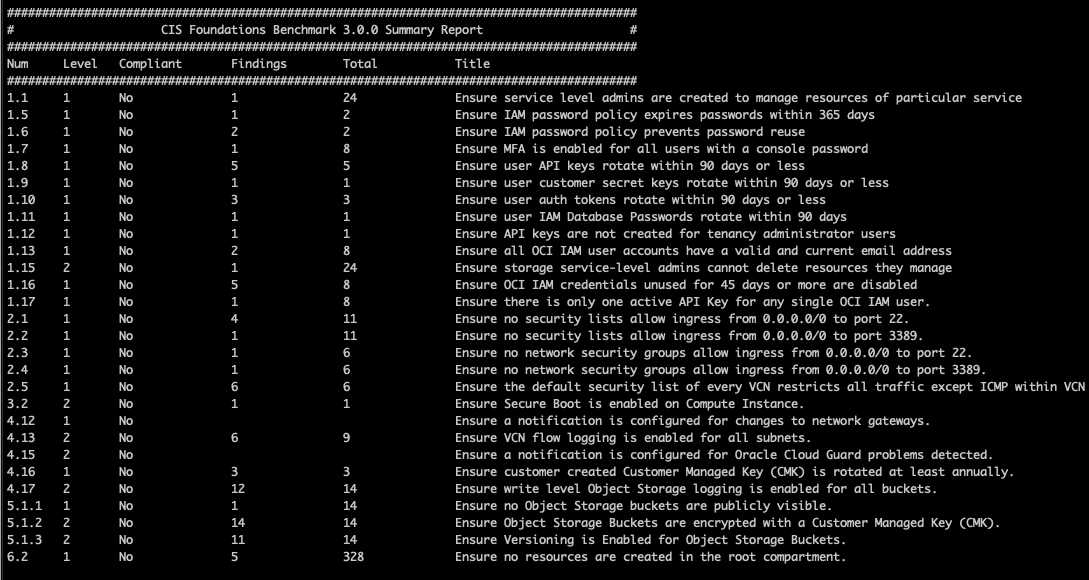 ##########################################################################################
# CIS Foundations Benchmark 3.0.0 Summary Report #
##########################################################################################
Num Level Compliant Findings Total Title
##########################################################################################
1.1 1 No 1 24 Ensure service level admins are created to manage resources of particular service
1.5 1 No 1 2 Ensure IAM password policy expires passwords within 365 days
1.6 1 No 2 2 Ensure IAM password policy prevents password reuse
1.7 1 No 1 8 Ensure MFA is enabled for all users with a console password
1.8 1 No 5 5 Ensure user API keys rotate within 90 days or less
1.9 1 No 1 1 Ensure user customer secret keys rotate within 90 days or less
1.10 1 No 3 3 Ensure user auth tokens rotate within 90 days or less
1.11 1 No 1 1 Ensure user IAM Database Passwords rotate within 90 days
1.12 1 No 1 1 Ensure API keys are not created for tenancy administrator users
1.13 1 No 2 8 Ensure all OCI IAM user accounts have a valid and current email address
1.15 2 No 1 24 Ensure storage service-level admins cannot delete resources they manage
1.16 1 No 5 8 Ensure OCI IAM credentials unused for 45 days or more are disabled
1.17 1 No 1 8 Ensure there is only one active API Key for any single OCI IAM user.
2.1 1 No 4 11 Ensure no security lists allow ingress from 0.0.0.0/0 to port 22.
2.2 1 No 1 11 Ensure no security lists allow ingress from 0.0.0.0/0 to port 3389.
2.3 1 No 1 6 Ensure no network security groups allow ingress from 0.0.0.0/0 to port 22.
2.4 1 No 1 6 Ensure no network security groups allow ingress from 0.0.0.0/0 to port 3389.
2.5 1 No 6 6 Ensure the default security list of every VCN restricts all traffic except ICMP within VCN
3.2 2 No 1 1 Ensure Secure Boot is enabled on Compute Instance.
4.12 1 No Ensure a notification is configured for changes to network gateways.
4.13 2 No 6 9 Ensure VCN flow logging is enabled for all subnets.
4.15 2 No Ensure a notification is configured for Oracle Cloud Guard problems detected.
4.16 1 No 3 3 Ensure customer created Customer Managed Key (CMK) is rotated at least annually.
4.17 2 No 12 14 Ensure write level Object Storage logging is enabled for all buckets.
5.1.1 1 No 1 14 Ensure no Object Storage buckets are publicly visible.
5.1.2 2 No 14 14 Ensure Object Storage Buckets are encrypted with a Customer Managed Key (CMK).
5.1.3 2 No 11 14 Ensure Versioning is Enabled for Object Storage Buckets.
6.2 1 No 5 328 Ensure no resources are created in the root compartment.